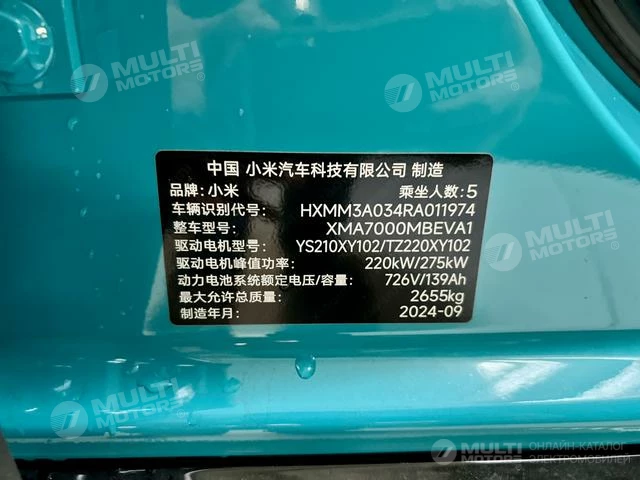 MULTI
MOTORS®
MULTI
MOTORS®
中国 小米汽车科技有限公司 制造
品牌: 小米 乘坐人数: 5
车辆识别代号: HXMM3A034RA011974
整车型号: XMA7000MBEVA1
驱动电机型号: YS210XY102/TZ220XY102
驱动电机峰值功率: 220kW/275kW
动力电池系统额定电压/容量: 726V/139Ah
最大允许总质量: 2655kg
制造年月: 2024-09
MULTI
MOTORS®
MULTI
MOTORS
ОНЛАЙН-КАТАЛОГ
ЭЛЕКТРОМОБИЛЕЙ